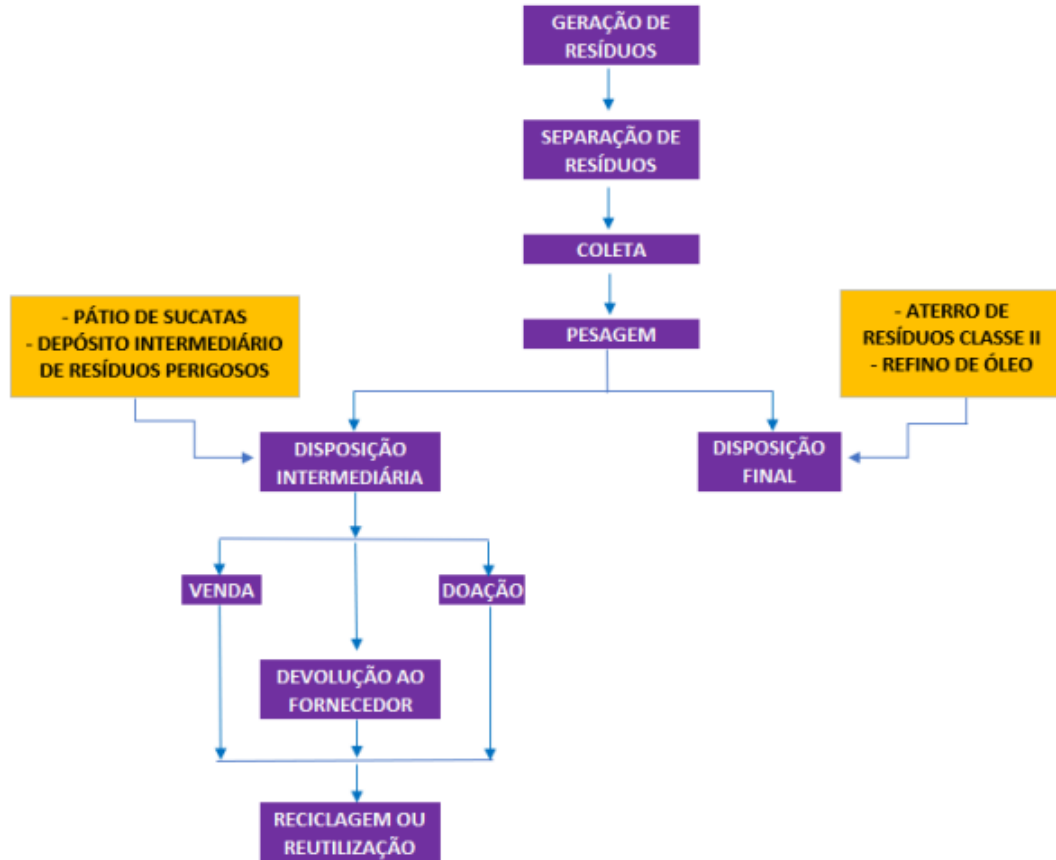 GERAÇÃO DE
RESÍDUOS
SEPARAÇÃO DE
RESÍDUOS
COLETA
PESAGEM
- PÁTIO DE SUCATAS
- DEPÓSITO INTERMEDIÁRIO
DE RESÍDUOS PERIGOSOS
- ATERRO DE
RESÍDUOS CLASSE II
- REFINO DE ÓLEO
DISPOSIÇÃO
INTERMEDIÁRIA
DISPOSIÇÃO
FINAL
VENDA
DOAÇÃO
DEVOLUÇÃO AO
FORNECEDOR
RECICLAGEM OU
REUTILIZAÇÃO